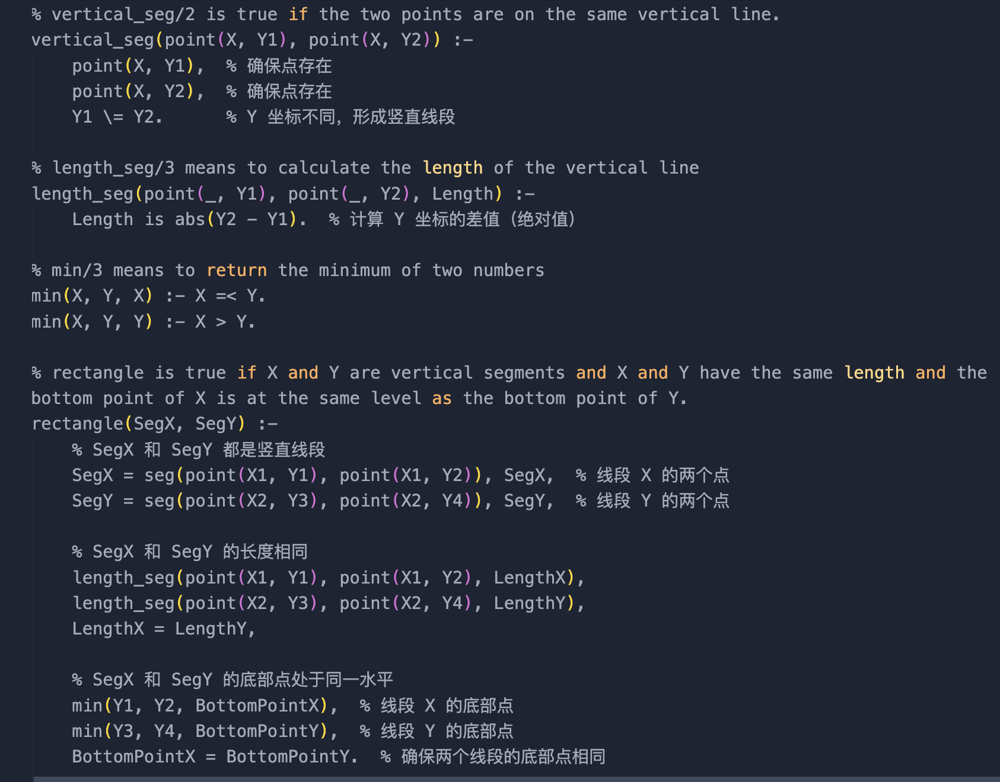 % vertical_seg/2 is true if the two points are on the same vertical line.
vertical_seg(point(X, Y1), point(X, Y2)) :-
    point(X, Y1),  % 确保点存在
    point(X, Y2),  % 确保点存在
    Y1 \= Y2.      % Y 坐标不同，形成竖直线段

% length_seg/3 means to calculate the length of the vertical line
length_seg(point(_, Y1), point(_, Y2), Length) :-
    Length is abs(Y2 - Y1).  % 计算 Y 坐标的差值（绝对值）

% min/3 means to return the minimum of two numbers
min(X, Y, X) :- X =< Y.
min(X, Y, Y) :- X > Y.

% rectangle is true if X and Y are vertical segments and X and Y have the same length and the
bottom point of X is at the same level as the bottom point of Y.
rectangle(SegX, SegY) :-
    % SegX 和 SegY 都是竖直线段
    SegX = seg(point(X1, Y1), point(X1, Y2)), SegX,  % 线段 X 的两个点
    SegY = seg(point(X2, Y3), point(X2, Y4)), SegY,  % 线段 Y 的两个点

    % SegX 和 SegY 的长度相同
    length_seg(point(X1, Y1), point(X1, Y2), LengthX),
    length_seg(point(X2, Y3), point(X2, Y4), LengthY),
    LengthX = LengthY,

    % SegX 和 SegY 的底部点处于同一水平
    min(Y1, Y2, BottomPointX),  % 线段 X 的底部点
    min(Y3, Y4, BottomPointY),  % 线段 Y 的底部点
    BottomPointX = BottomPointY.  % 确保两个线段的底部点相同